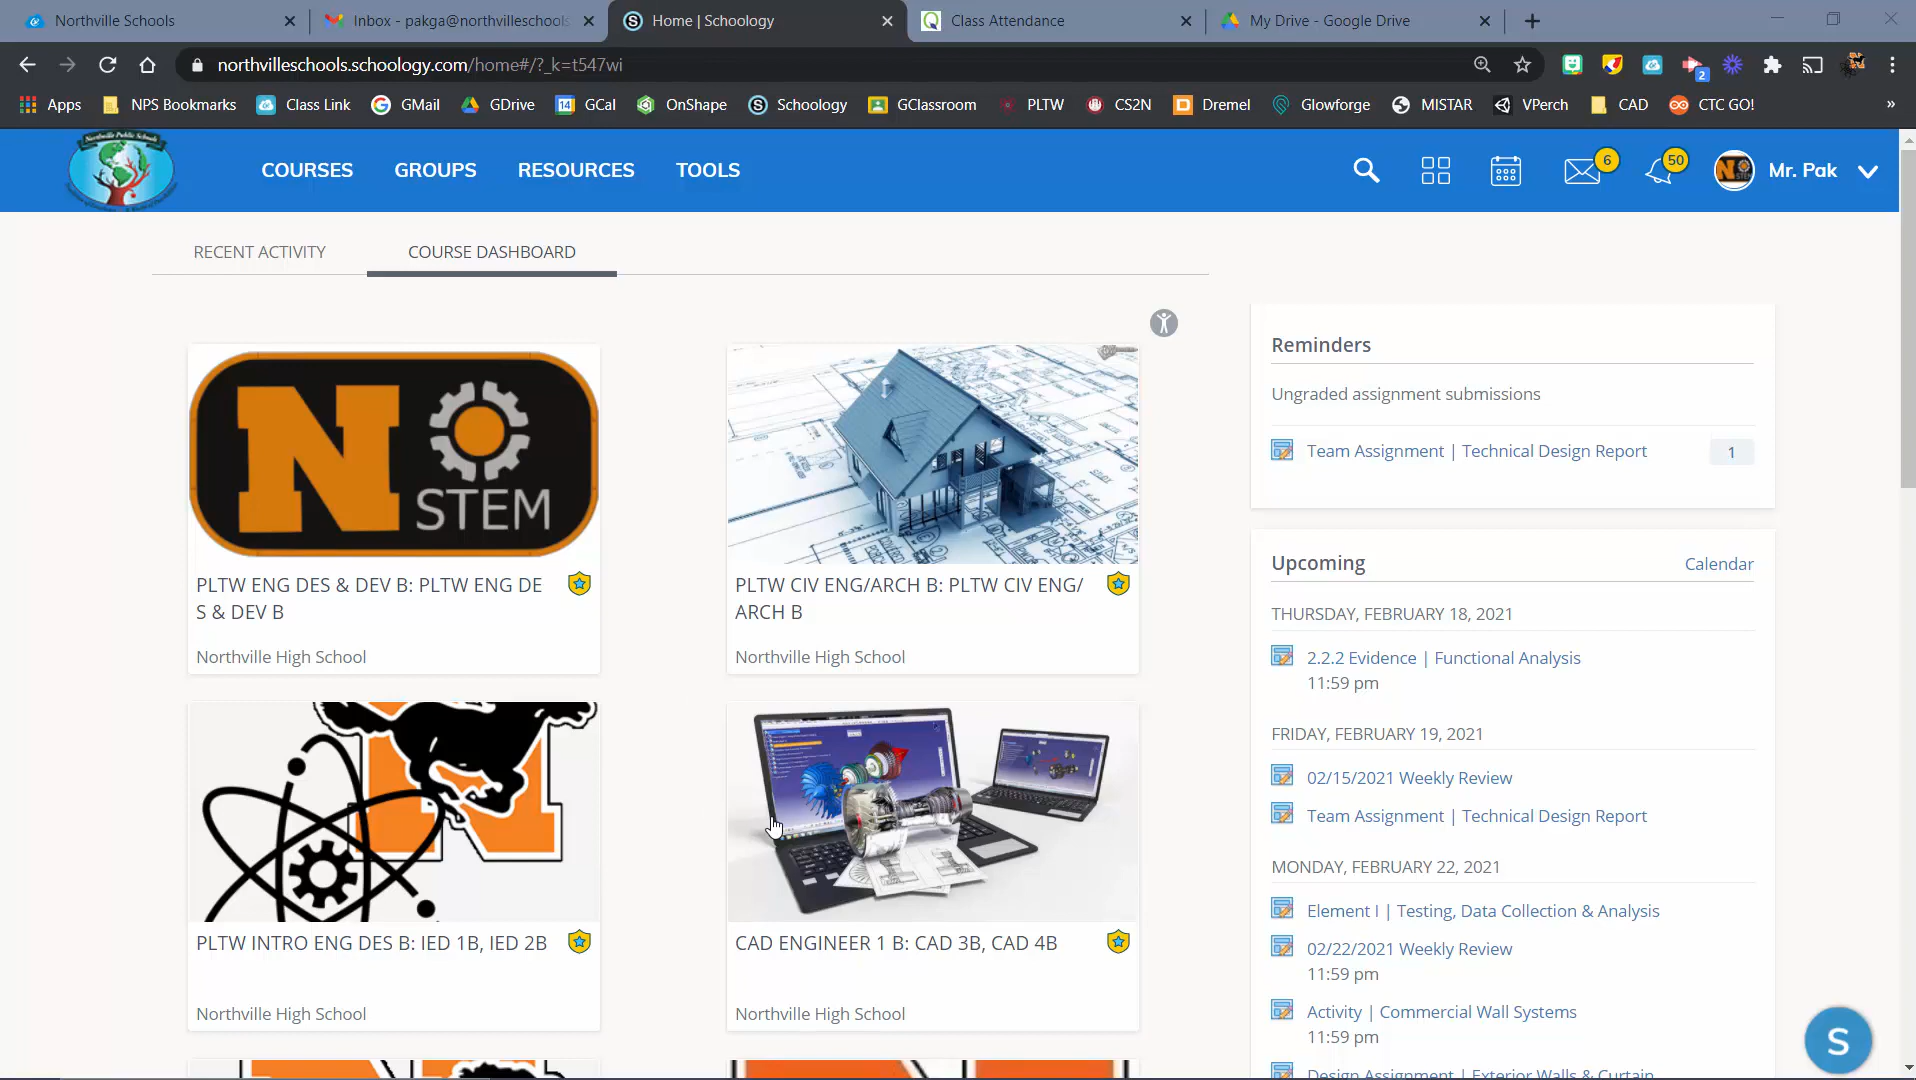 Northville Schools
Inbox - pakga@northvilleschools
Home | Schoology
Class Attendance
My Drive - Google Drive
northvilleschools.schoology.com/home#/?_k=t547wi
2
Apps
NPS Bookmarks
Class Link
GMail
GDrive
14
GCal
OnShape
Schoology
GClassroom
PLTW
CS2N
Dremel
Glowforge
MISTAR
VPerch
CAD
CTC GO!
»
COURSES
GROUPS
RESOURCES
TOOLS
6
50
Mr. Pak
RECENT ACTIVITY
COURSE DASHBOARD
N
STEM
PLTW ENG DES & DEV B: PLTW ENG DE
S & DEV B
Northville High School
PLTW CIV ENG/ARCH B: PLTW CIV ENG/
ARCH B
Northville High School
PLTW INTRO ENG DES B: IED 1B, IED 2B
Northville High School
CAD ENGINEER 1 B: CAD 3B, CAD 4B
Northville High School
Reminders
Ungraded assignment submissions
Team Assignment | Technical Design Report
1
Upcoming
Calendar
THURSDAY, FEBRUARY 18, 2021
2.2.2 Evidence | Functional Analysis
11:59 pm
FRIDAY, FEBRUARY 19, 2021
02/15/2021 Weekly Review
Team Assignment | Technical Design Report
MONDAY, FEBRUARY 22, 2021
Element I | Testing, Data Collection & Analysis
02/22/2021 Weekly Review
11:59 pm
Activity | Commercial Wall Systems
11:59 pm
Design Assignment | Exterior Walls & Curtain
S